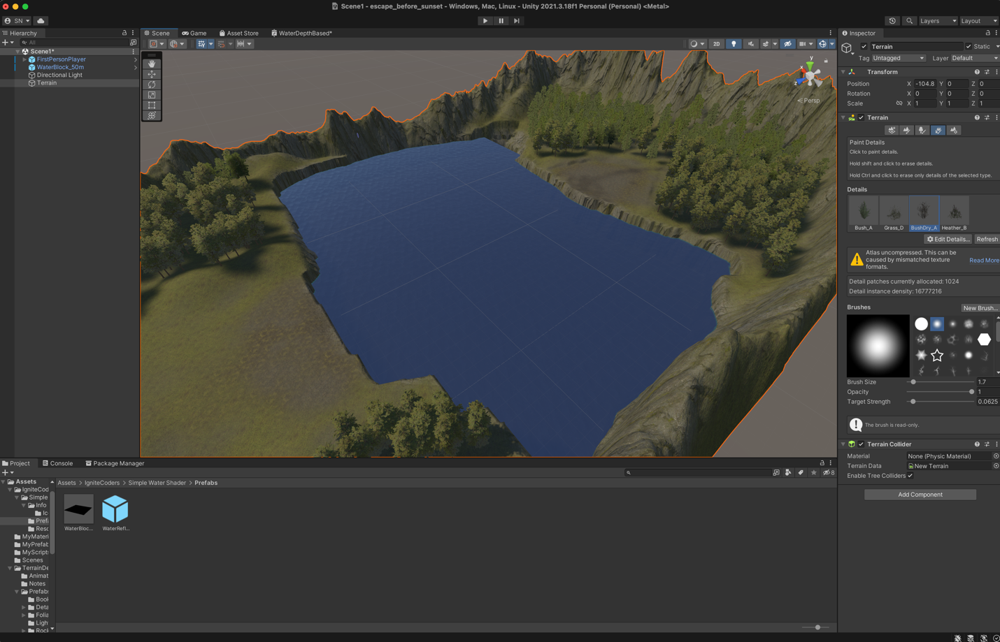 Scene1 - escape_before_sunset - Windows, Mac, Linux - Unity 2021.3.18f1 Personal (Personal) <Metal>
SN
Layers
Layout
Hierarchy
All
Scene1*
FirstPersonPlayer
WaterBlock_50m
Directional Light
Terrain
Scene
Game
Asset Store
WaterDepthBased*
2D
y
x
z
Persp
Inspector
Terrain
Static
Tag Untagged
Layer Default
Transform
Position X -104.8 Y 0 Z 0
Rotation X 0 Y 0 Z 0
Scale X 1 Y 1 Z 1
Terrain
Paint Details
Click to paint details.
Hold shift and click to erase details.
Hold Ctrl and click to erase only details of the selected type.
Details
Bush_A
Grass_D
BushDry_A
Heather_B
Edit Details...
Refresh
Atlas uncompressed. This can be
caused by mismatched texture
formats.
Read More
Detail patches currently allocated: 1024
Detail instance density: 16777216
Brushes
New Brush...
Brush Size 1.7
Opacity 1
Target Strength 0.0625
The brush is read-only.
Terrain Collider
Material None (Physic Material)
Terrain Data New Terrain
Enable Tree Colliders
Add Component
Project
Console
Package Manager
8
Assets
IgniteCod
Simple
Info
Ic
Prefa
Reso
MyMateri
MyPrefab
MyScript
Scenes
TerrainDe
Animat
Notes
Prefabs
Book
Deta
Folia
Ligh
Rock
Assets > IgniteCoders > Simple Water Shader > Prefabs
WaterBloc...
WaterRefl...